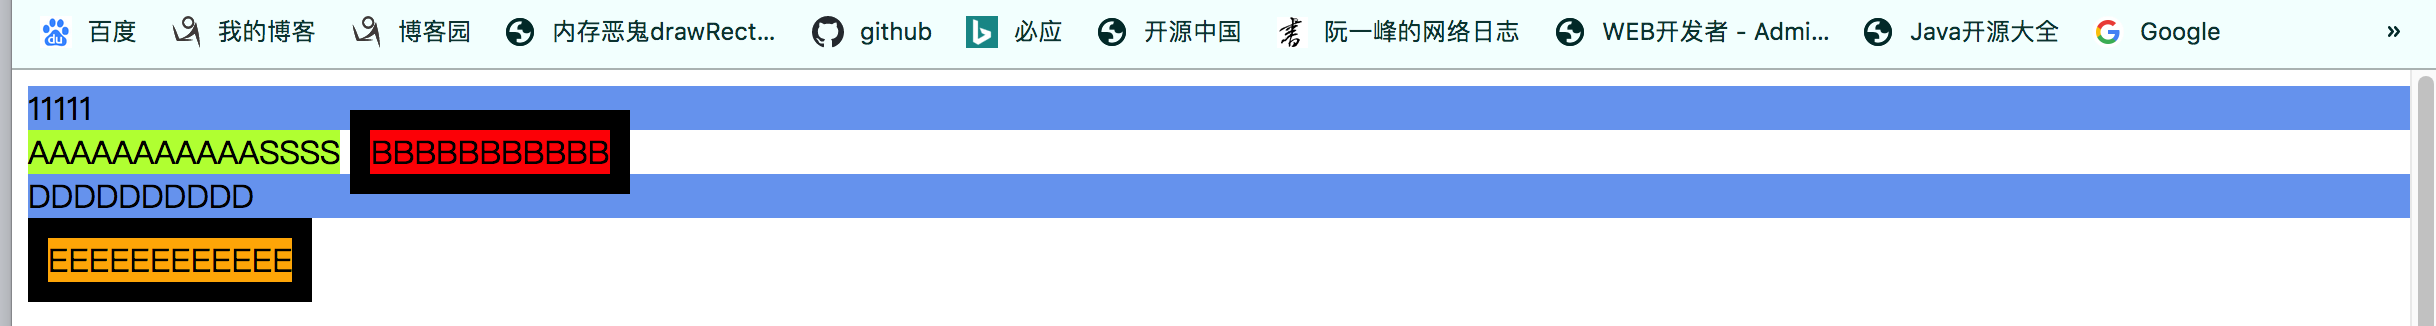 百度 我的博客 博客园 内存恶鬼drawRect... github 必应 开源中国 阮一峰的网络日志 WEB开发者 - Admi... Java开源大全 Google »
11111
AAAAAAAAAAASSSS BBBBBBBBBBB
DDDDDDDDDD
EEEEEEEEEEEE